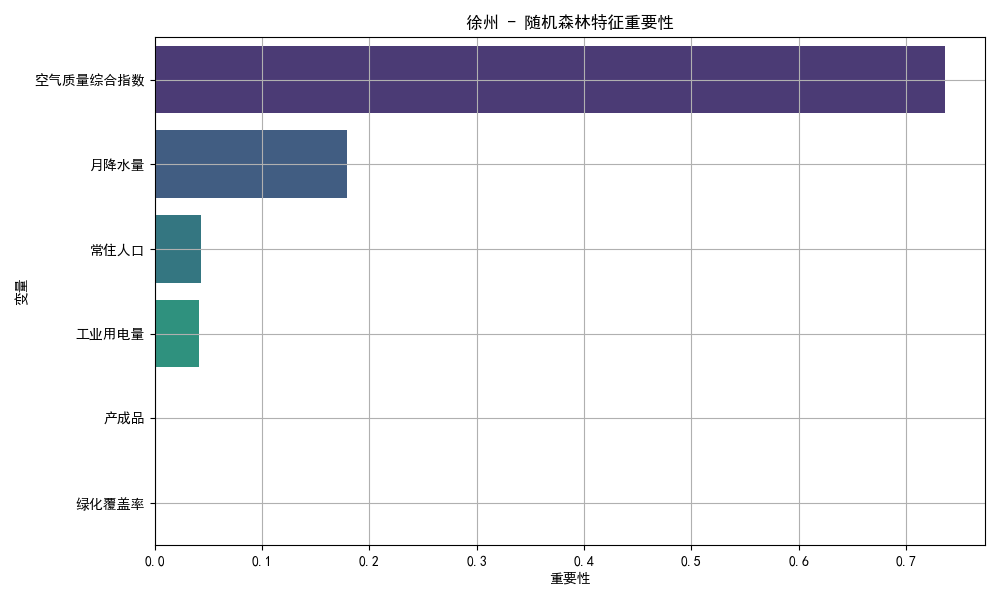 徐州 - 随机森林特征重要性
变量
空气质量综合指数
月降水量
常住人口
工业用电量
产成品
绿化覆盖率
0.0 0.1 0.2 0.3 0.4 0.5 0.6 0.7
重要性